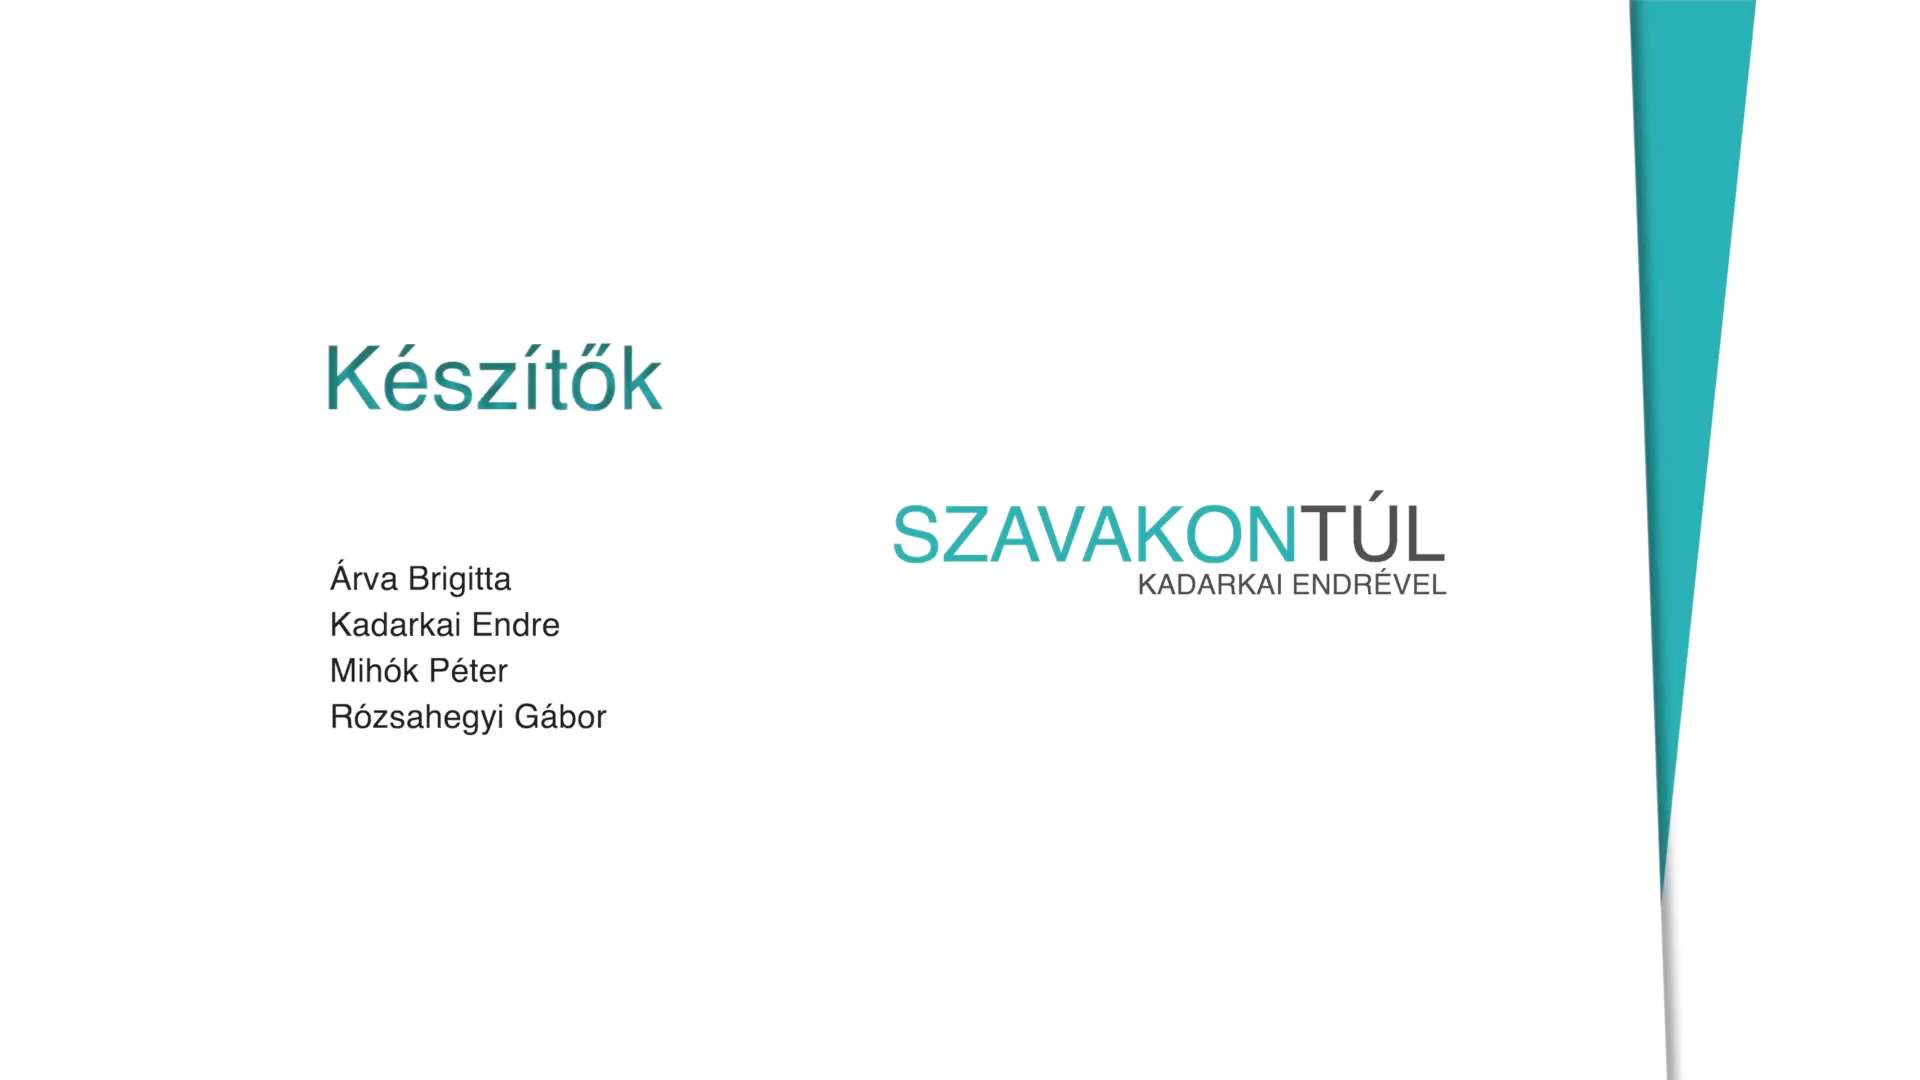 Készítők
Árva Brigitta
Kadarkai Endre
Mihók Péter
Rózsahegyi Gábor
SZAVAKONTÚL
KADARKAI ENDRÉVEL